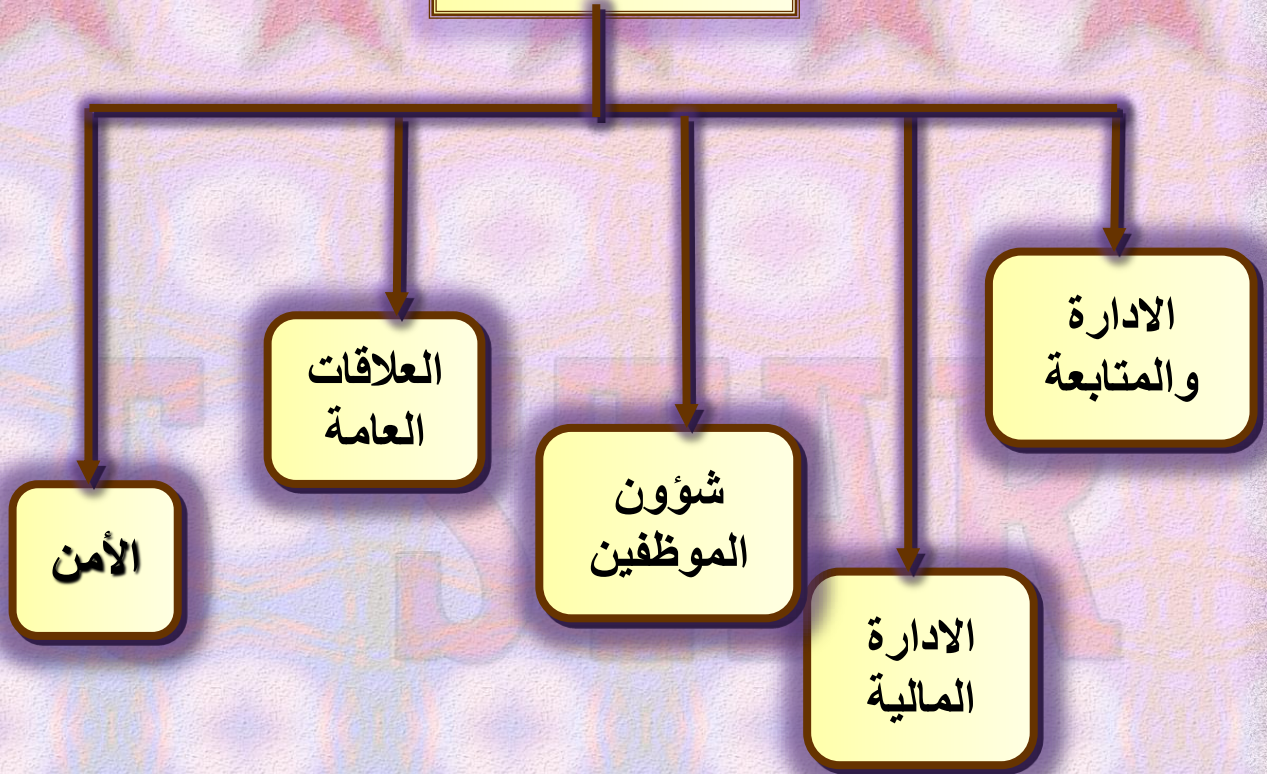 الادارة
والمتابعة
العلاقات
العامة
شؤون
الموظفين
الأمن
الادارة
المالية